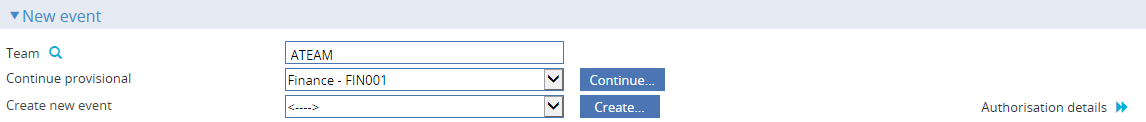 New event
Team ATEAM
Continue provisional Finance - FIN001 Continue...
Create new event <----> Create... Authorisation details